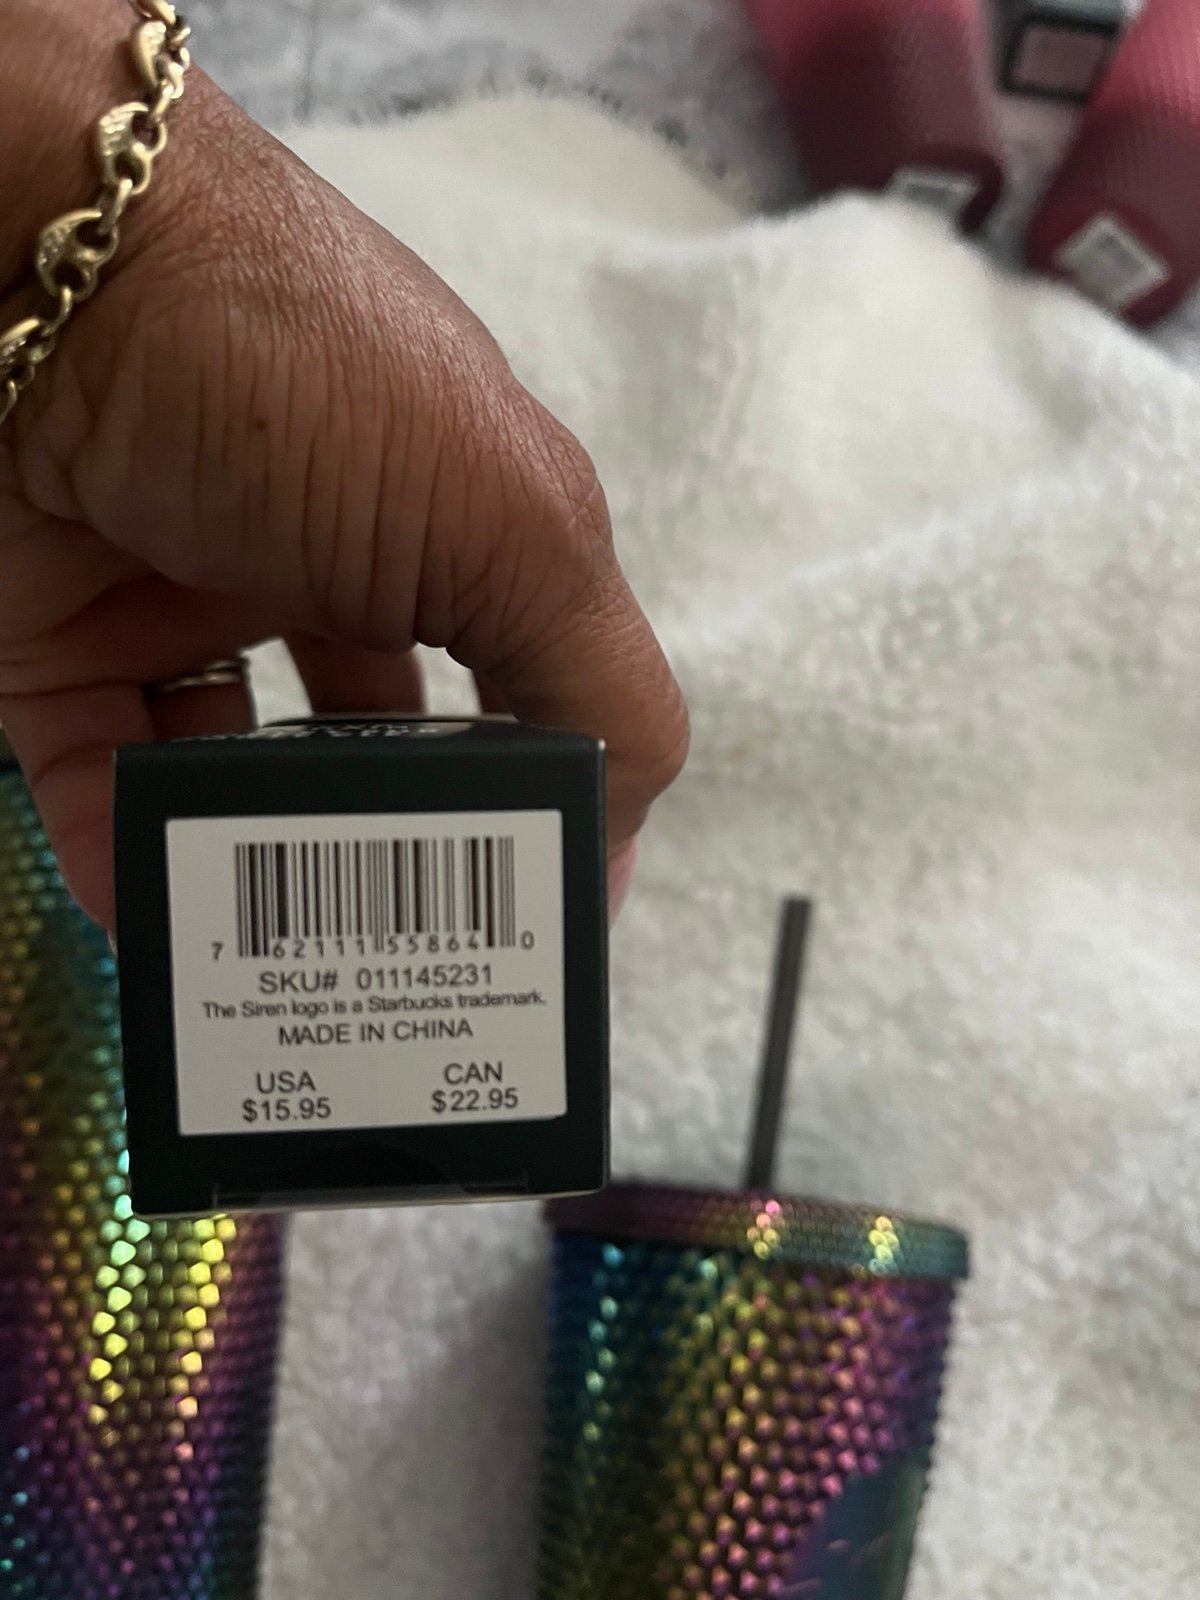 7 62111 55864 0
SKU# 011145231
The Siren logo is a Starbucks trademark.
MADE IN CHINA
USA CAN
$15.95 $22.95